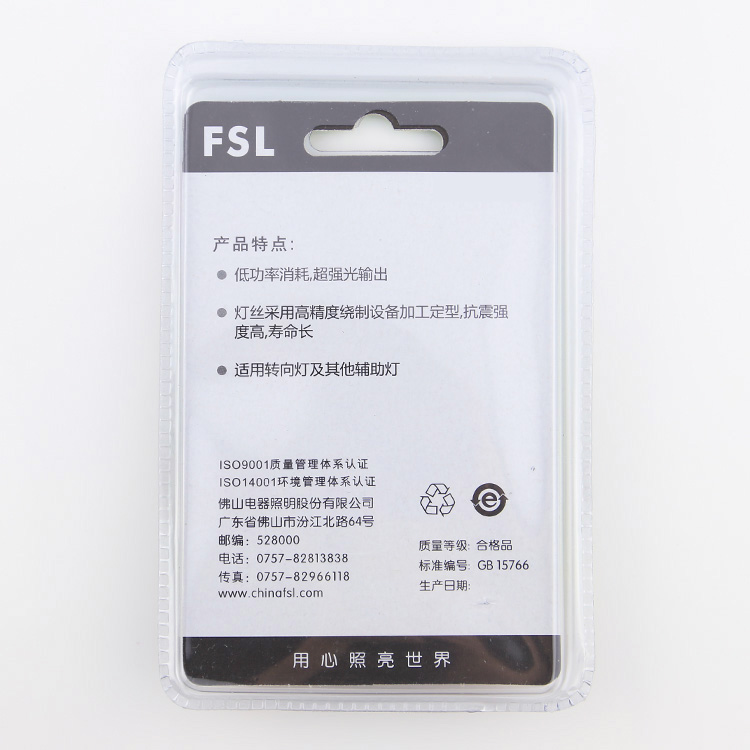 FSL
产品特点:
低功率消耗,超强光输出
灯丝采用高精度绕制设备加工定型,抗震强
度高,寿命长
适用转向灯及其他辅助灯
ISO9001质量管理体系认证
ISO14001环境管理体系认证
佛山电器照明股份有限公司
广东省佛山市汾江北路64号
邮编: 528000
电话: 0757-82813838
传真: 0757-82966118
www.chinafsl.com
e
质量等级: 合格品
标准编号: GB 15766
生产日期:
用心照亮世界